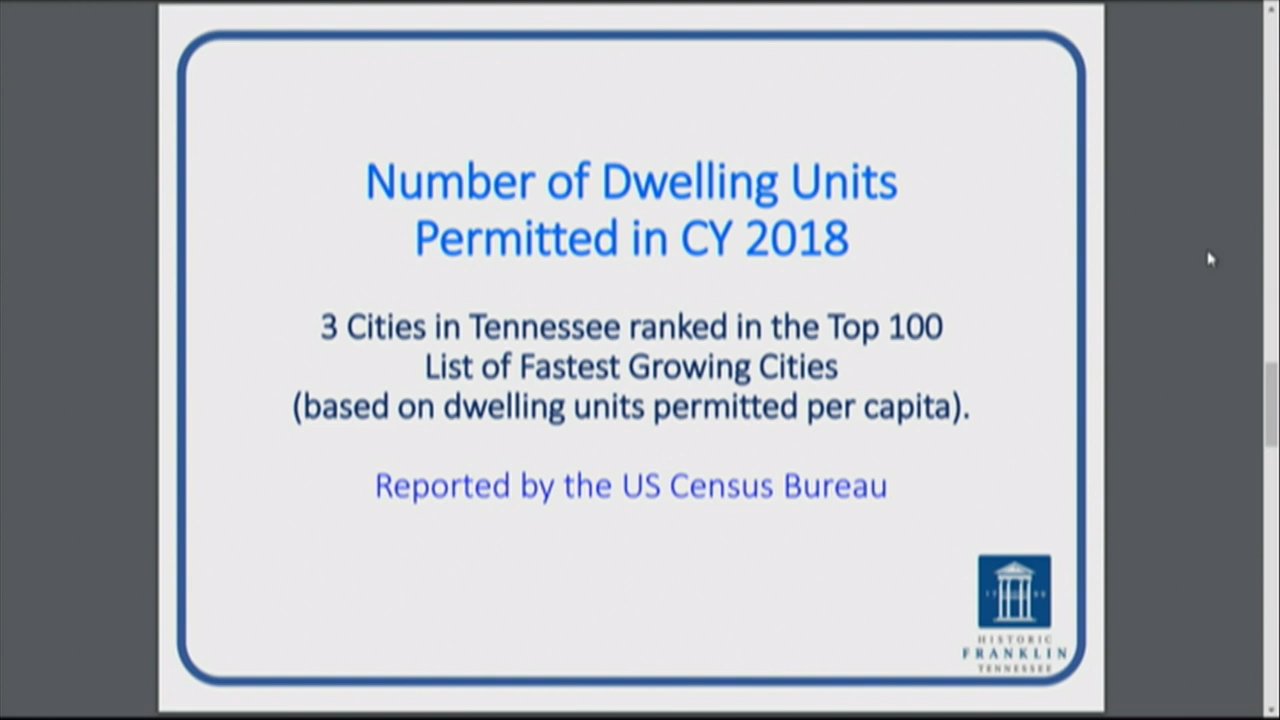 Number of Dwelling Units
Permitted in CY 2018
3 Cities in Tennessee ranked in the Top 100
List of Fastest Growing Cities
(based on dwelling units permitted per capita).
Reported by the US Census Bureau
HISTORIC
FRANKLIN
TENNESSEE